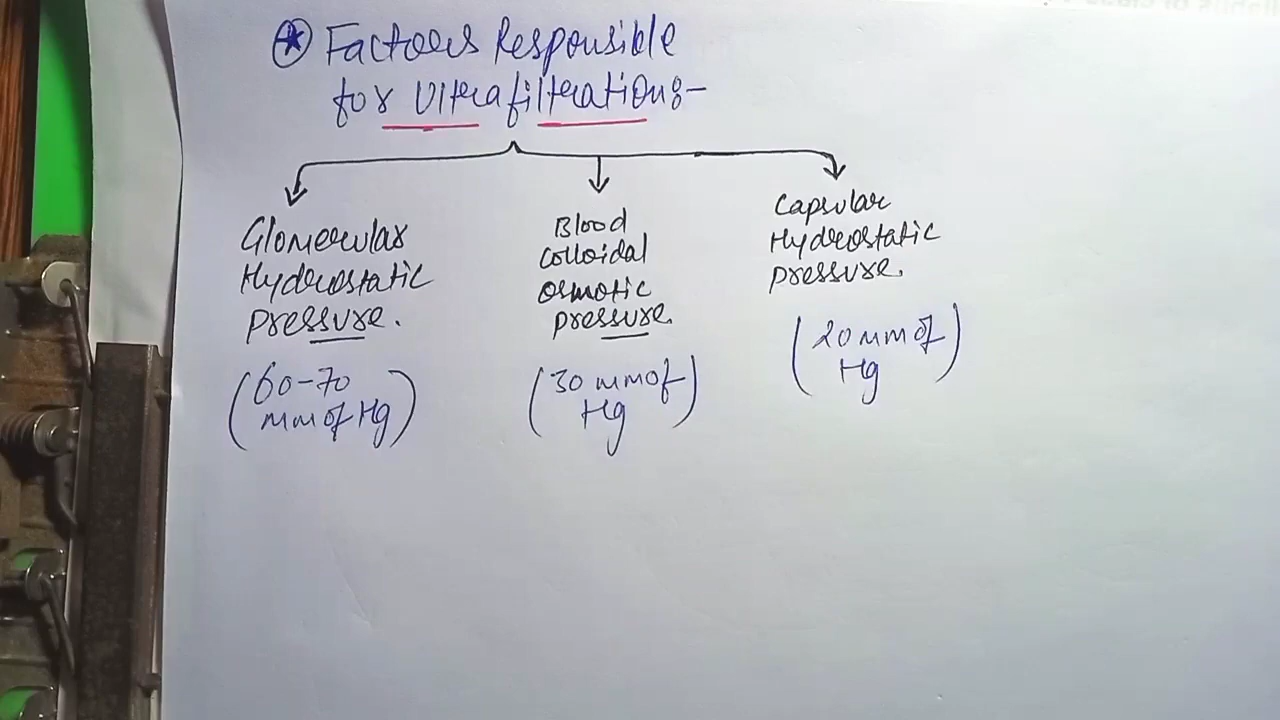 Factors Responsible
for Ultrafiltration:-
Glomerular
Hydrostatic
pressure.
(60-70
mm of Hg)
Blood
colloidal
osmotic
pressure.
(30 mm of
Hg)
Capsular
Hydrostatic
pressure.
(20 mm of
Hg)